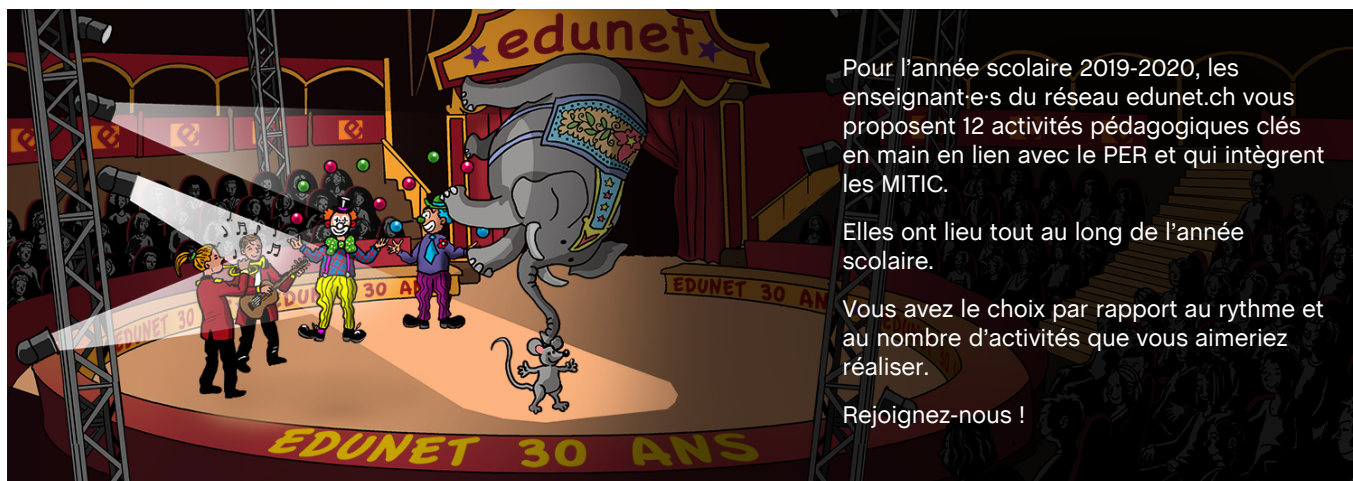 edunet
Pour l'année scolaire 2019-2020, les
enseignant·e·s du réseau edunet.ch vous
proposent 12 activités pédagogiques clés
en main en lien avec le PER et qui intègrent
les MITIC.
Elles ont lieu tout au long de l'année
scolaire.
Vous avez le choix par rapport au rythme et
au nombre d'activités que vous aimeriez
réaliser.
Rejoignez-nous !
EDUNET 30
EDUN 30 A
EDUNET 30 AN
EDUNET 30 ANS